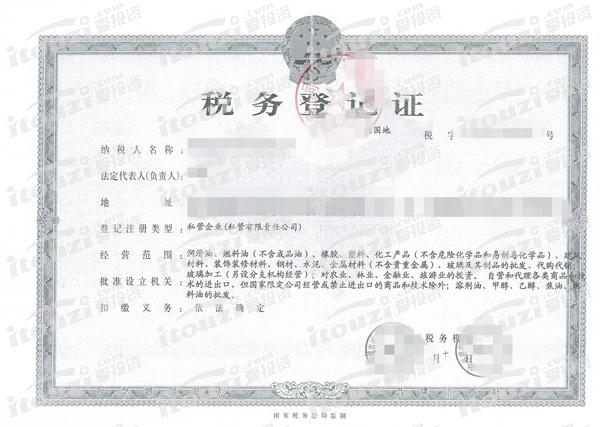 税务登记证
国地 税 字 号
纳税人名称：
法定代表人(负责人)：
地 址
登记注册类型： 私营企业(私营有限责任公司)
经营范围： 润滑油、燃料油（不含成品油）、橡胶、塑料、化工产品（不含危险化学品和易制毒化学品）、建筑
材料、装饰装修材料、钢材、水泥、金属材料（不含贵重金属）、玻璃及其制品的批发、代购代销；
玻璃加工（另设分支机构经营）；对农业、林业、金融业、旅游业的投资。自营和代理各类商品和技
批准设立机关： 术的进出口，但国家限定公司经营或禁止进出口的商品和技术除外；溶剂油、甲醇、乙醇、焦油、
料油的批发。
扣缴义务： 依法确定
税务机
月十 日
国家税务总局监制
itouzi.com
爱投资